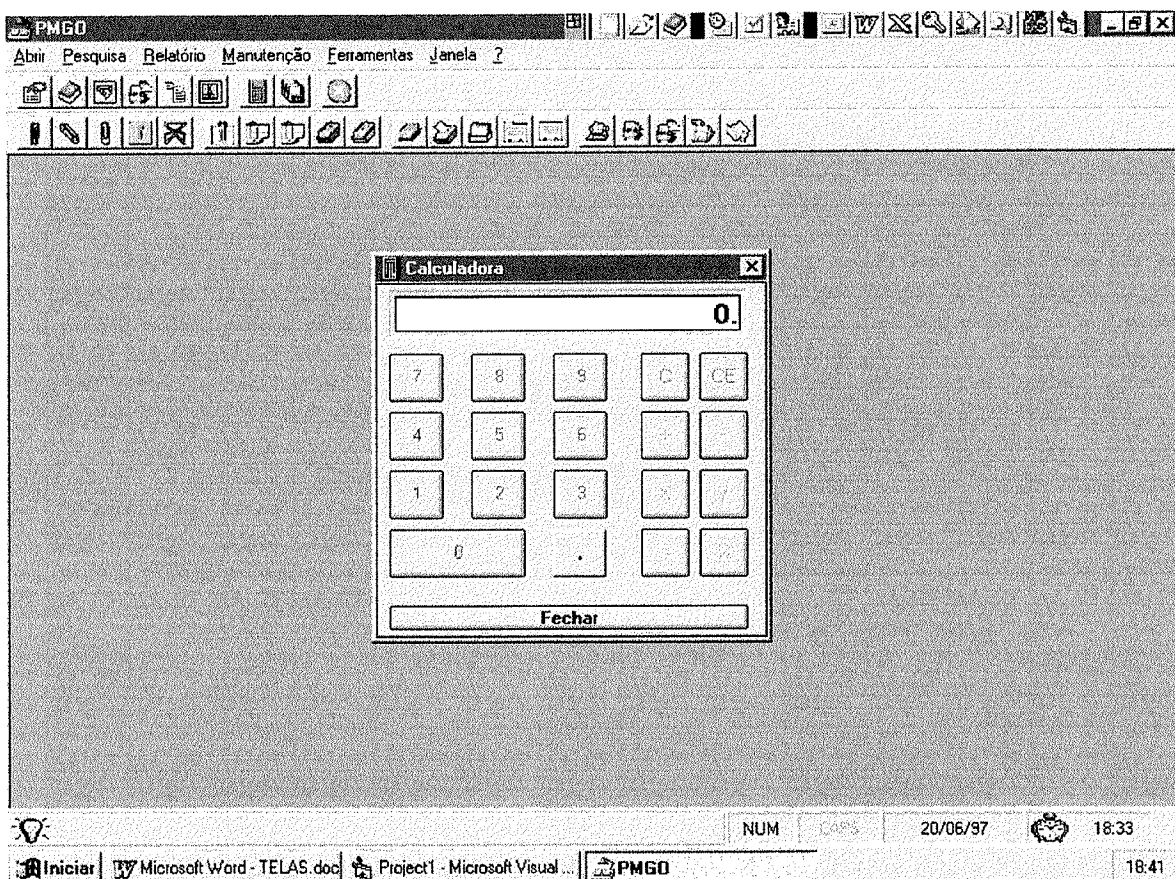 PMGO
Abrir Pesquisa Relatório Manutenção Ferramentas Janela ?
Calculadora
0.
7 8 9 C CE
4 5 6
1 2 3
0 .
Fechar
NUM CAPS 20/06/97 18:33
Iniciar Microsoft Word - TELAS.doc Project1 - Microsoft Visual ... PMGO 18:41